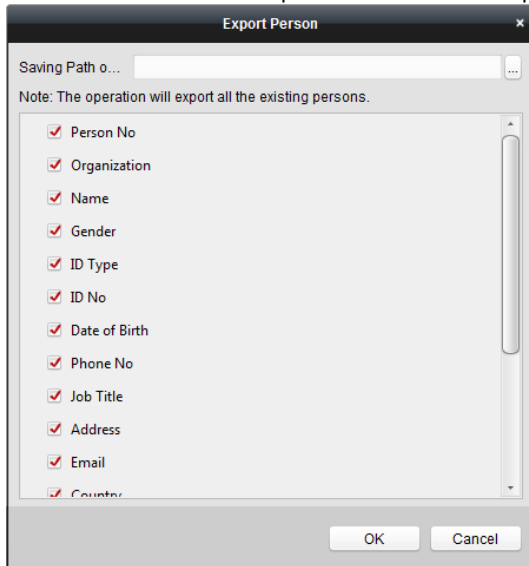 Export Person
Saving Path o...
...
Note: The operation will export all the existing persons.
Person No
Organization
Name
Gender
ID Type
ID No
Date of Birth
Phone No
Job Title
Address
Email
Country
OK
Cancel